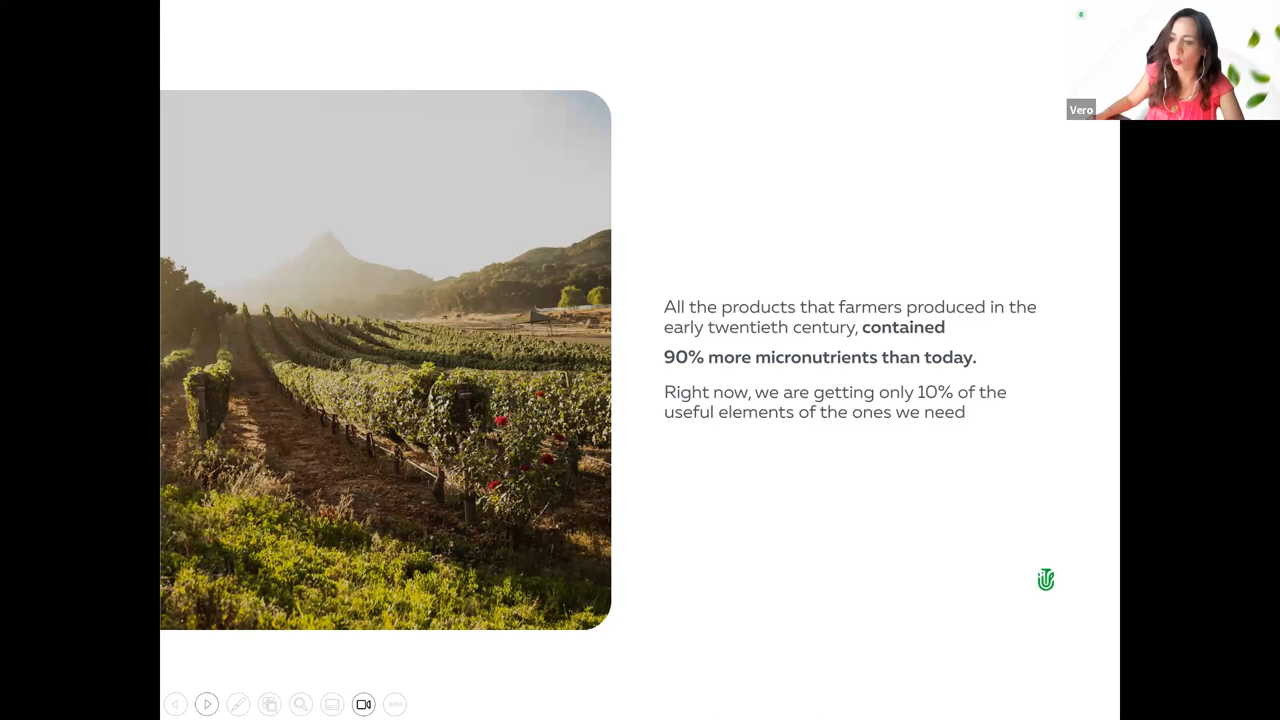 Vero
All the products that farmers produced in the
early twentieth century, contained
90% more micronutrients than today.
Right now, we are getting only 10% of the
useful elements of the ones we need